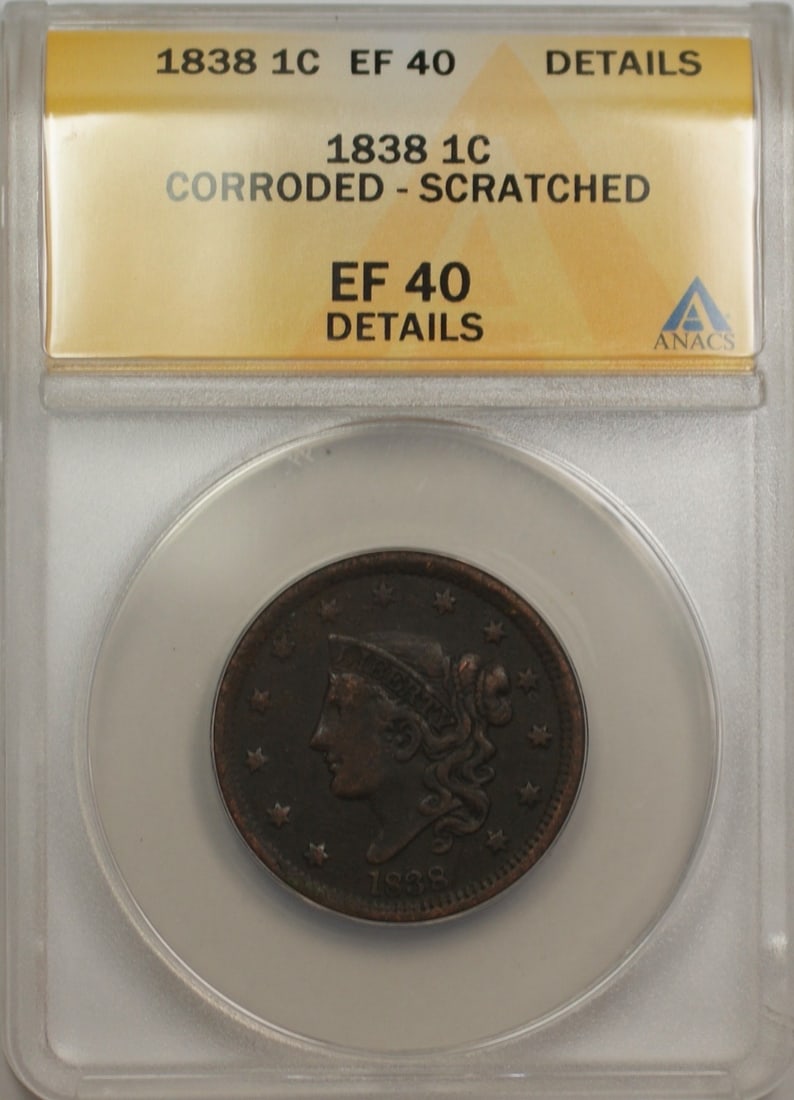 1838 1C EF 40 DETAILS
1838 1C
CORRODED - SCRATCHED
EF 40
DETAILS
ANACS
LIBERTY
1838